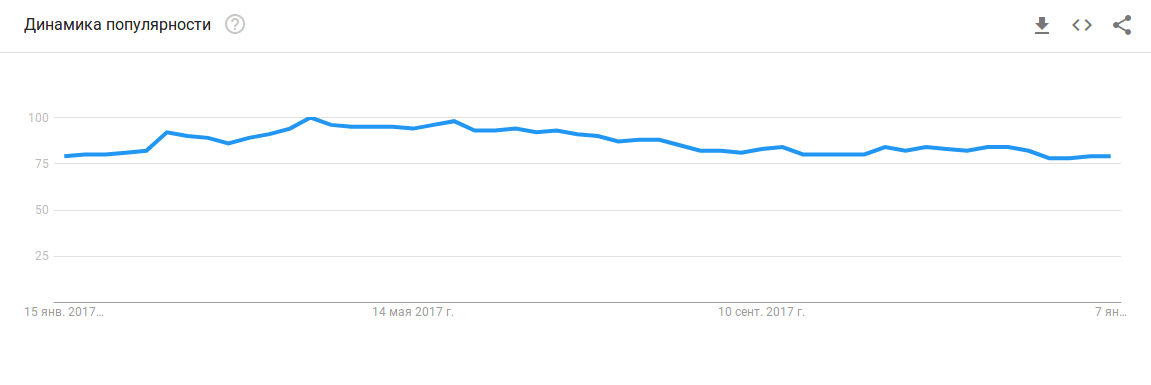 Динамика популярности ?
100
75
50
25
15 янв. 2017…
14 мая 2017 г.
10 сент. 2017 г.
7 ян…